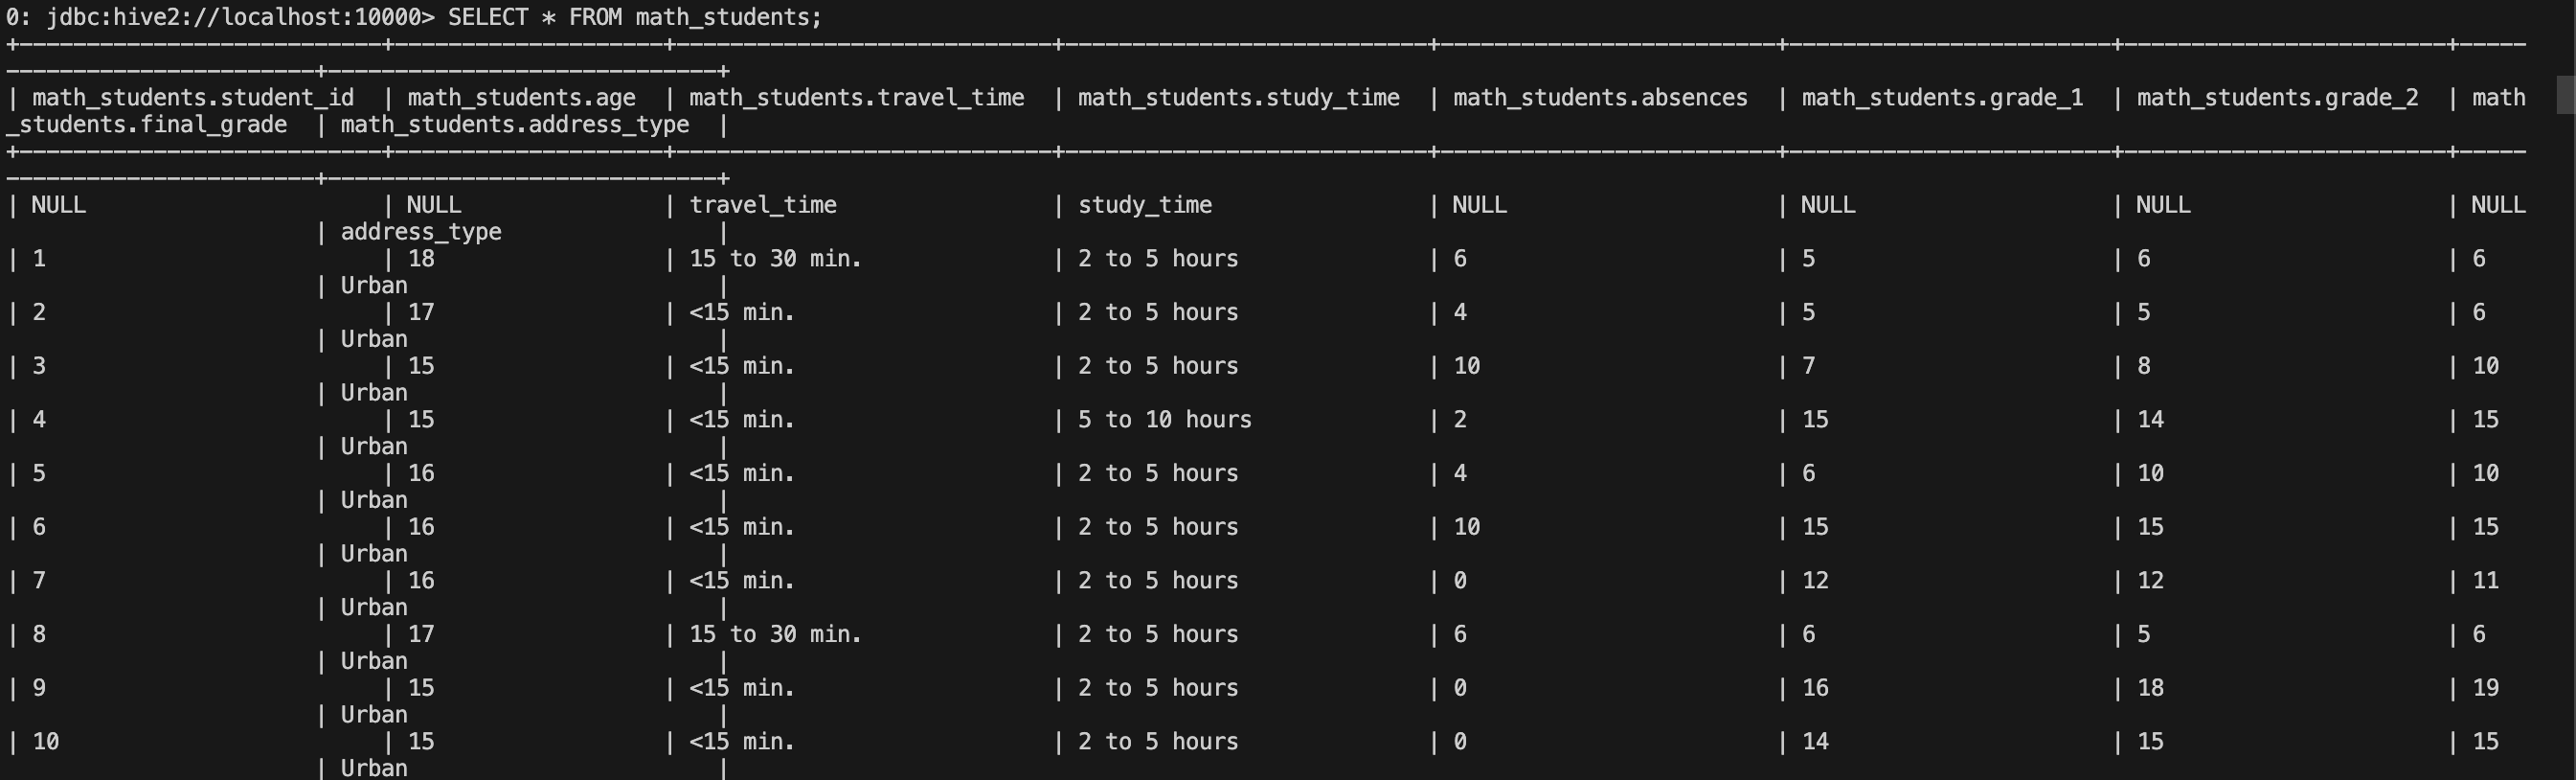 0: jdbc:hive2://localhost:10000> SELECT * FROM math_students;
+---------------------------+--------------------+----------------------------+---------------------------+-------------------------+------------------------+------------------------+-----
-----------------------+-----------------------------+
| math_students.student_id  | math_students.age  | math_students.travel_time  | math_students.study_time  | math_students.absences  | math_students.grade_1  | math_students.grade_2  | math
_students.final_grade  | math_students.address_type  |
+---------------------------+--------------------+----------------------------+---------------------------+-------------------------+------------------------+------------------------+-----
-----------------------+-----------------------------+
| NULL                      | NULL               | travel_time                | study_time                | NULL                    | NULL                   | NULL                   | NULL
                       | address_type                |
| 1                         | 18                 | 15 to 30 min.              | 2 to 5 hours              | 6                       | 5                      | 6                      | 6
                       | Urban                       |
| 2                         | 17                 | <15 min.                   | 2 to 5 hours              | 4                       | 5                      | 5                      | 6
                       | Urban                       |
| 3                         | 15                 | <15 min.                   | 2 to 5 hours              | 10                      | 7                      | 8                      | 10
                       | Urban                       |
| 4                         | 15                 | <15 min.                   | 5 to 10 hours             | 2                       | 15                     | 14                     | 15
                       | Urban                       |
| 5                         | 16                 | <15 min.                   | 2 to 5 hours              | 4                       | 6                      | 10                     | 10
                       | Urban                       |
| 6                         | 16                 | <15 min.                   | 2 to 5 hours              | 10                      | 15                     | 15                     | 15
                       | Urban                       |
| 7                         | 16                 | <15 min.                   | 2 to 5 hours              | 0                       | 12                     | 12                     | 11
                       | Urban                       |
| 8                         | 17                 | 15 to 30 min.              | 2 to 5 hours              | 6                       | 6                      | 5                      | 6
                       | Urban                       |
| 9                         | 15                 | <15 min.                   | 2 to 5 hours              | 0                       | 16                     | 18                     | 19
                       | Urban                       |
| 10                        | 15                 | <15 min.                   | 2 to 5 hours              | 0                       | 14                     | 15                     | 15
                       | Urban                       |